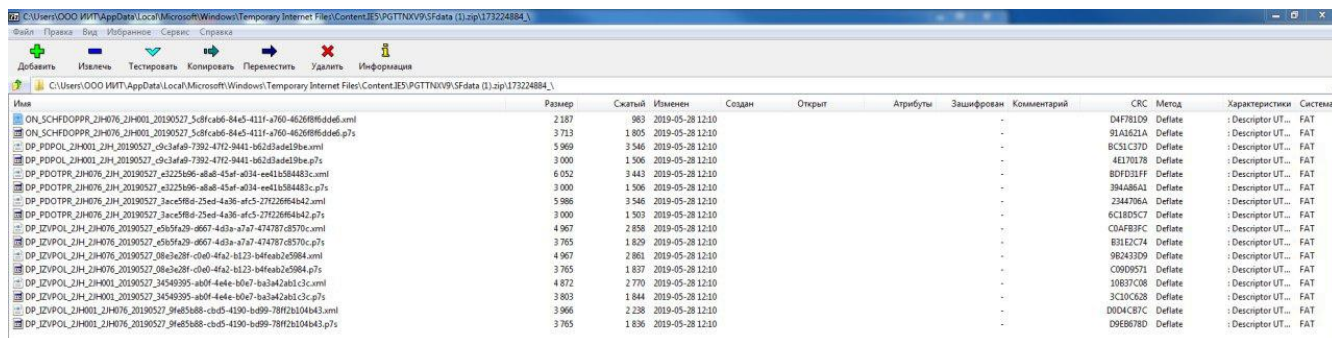 C:\Users\ООО ИИТ\AppData\Local\Microsoft\Windows\Temporary Internet Files\Content.IE5\PGTTNXV9\SFdata (1).zip\173224884_\
Файл Правка Вид Избранное Сервис Справка
Добавить Извлечь Тестировать Копировать Переместить Удалить Информация
C:\Users\ООО ИИТ\AppData\Local\Microsoft\Windows\Temporary Internet Files\Content.IE5\PGTTNXV9\SFdata (1).zip\173224884_\
Имя Размер Сжатый Изменен Создан Открыт Атрибуты Зашифрован Комментарий CRC Метод Характеристики Система
ON_SCHFDOPPR_2JH076_2JH001_20190527_5c8fcab6-84e5-411f-a760-4626f8f6dde6.xml 2 187 983 2019-05-28 12:10 - D4F781D9 Deflate : Descriptor UT... FAT
ON_SCHFDOPPR_2JH076_2JH001_20190527_5c8fcab6-84e5-411f-a760-4626f8f6dde6.p7s 3 713 1 805 2019-05-28 12:10 - 91A1621A Deflate : Descriptor UT... FAT
DP_PDPOL_2JH001_2JH_20190527_c9c3afa9-7392-47f2-9441-b62d3ade19be.xml 5 969 3 546 2019-05-28 12:10 - BC51C37D Deflate : Descriptor UT... FAT
DP_PDPOL_2JH001_2JH_20190527_c9c3afa9-7392-47f2-9441-b62d3ade19be.p7s 3 000 1 506 2019-05-28 12:10 - 4E170178 Deflate : Descriptor UT... FAT
DP_PDOTPR_2JH076_2JH_20190527_e3225b96-a8a8-45af-a034-ee41b584483c.xml 6 052 3 443 2019-05-28 12:10 - BDFD31FF Deflate : Descriptor UT... FAT
DP_PDOTPR_2JH076_2JH_20190527_e3225b96-a8a8-45af-a034-ee41b584483c.p7s 3 000 1 506 2019-05-28 12:10 - 394A86A1 Deflate : Descriptor UT... FAT
DP_PDOTPR_2JH076_2JH_20190527_3ace5f8d-25ed-4a36-afc5-27f226f64b42.xml 5 986 3 546 2019-05-28 12:10 - 2344706A Deflate : Descriptor UT... FAT
DP_PDOTPR_2JH076_2JH_20190527_3ace5f8d-25ed-4a36-afc5-27f226f64b42.p7s 3 000 1 503 2019-05-28 12:10 - 6C18D5C7 Deflate : Descriptor UT... FAT
DP_IZVPOL_2JH_2JH076_20190527_e5b5fa29-d667-4d3a-a7a7-474787c8570c.xml 4 967 2 858 2019-05-28 12:10 - C0AFB3FC Deflate : Descriptor UT... FAT
DP_IZVPOL_2JH_2JH076_20190527_e5b5fa29-d667-4d3a-a7a7-474787c8570c.p7s 3 765 1 829 2019-05-28 12:10 - B31E2C74 Deflate : Descriptor UT... FAT
DP_IZVPOL_2JH_2JH076_20190527_08e3e28f-c0e0-4fa2-b123-b4feab2e5984.xml 4 967 2 861 2019-05-28 12:10 - 9B2433D9 Deflate : Descriptor UT... FAT
DP_IZVPOL_2JH_2JH076_20190527_08e3e28f-c0e0-4fa2-b123-b4feab2e5984.p7s 3 765 1 837 2019-05-28 12:10 - C09D9571 Deflate : Descriptor UT... FAT
DP_IZVPOL_2JH_2JH001_20190527_34549395-ab0f-4e4e-b0e7-ba3a42ab1c3c.xml 4 872 2 770 2019-05-28 12:10 - 10B37C08 Deflate : Descriptor UT... FAT
DP_IZVPOL_2JH_2JH001_20190527_34549395-ab0f-4e4e-b0e7-ba3a42ab1c3c.p7s 3 803 1 844 2019-05-28 12:10 - 3C10C628 Deflate : Descriptor UT... FAT
DP_IZVPOL_2JH001_2JH076_20190527_9fe85b88-cbd5-4190-bd99-78ff2b104b43.xml 3 966 2 238 2019-05-28 12:10 - D0D4CB7C Deflate : Descriptor UT... FAT
DP_IZVPOL_2JH001_2JH076_20190527_9fe85b88-cbd5-4190-bd99-78ff2b104b43.p7s 3 765 1 836 2019-05-28 12:10 - D9EB678D Deflate : Descriptor UT... FAT